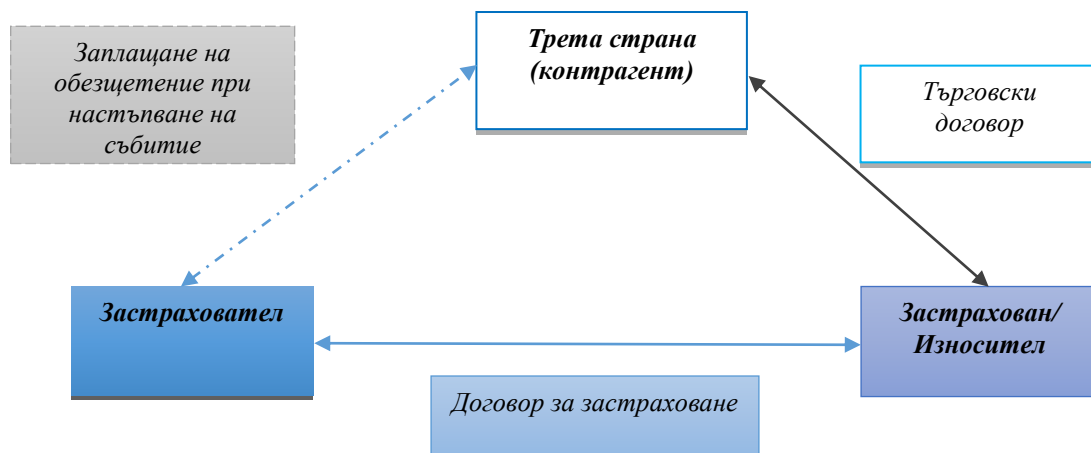 Заплащане на
обезщетение при
настъпване на
събитие
Трета страна
(контрагент)
Търговски
договор
Застраховател
Застрахован/
Износител
Договор за застраховане